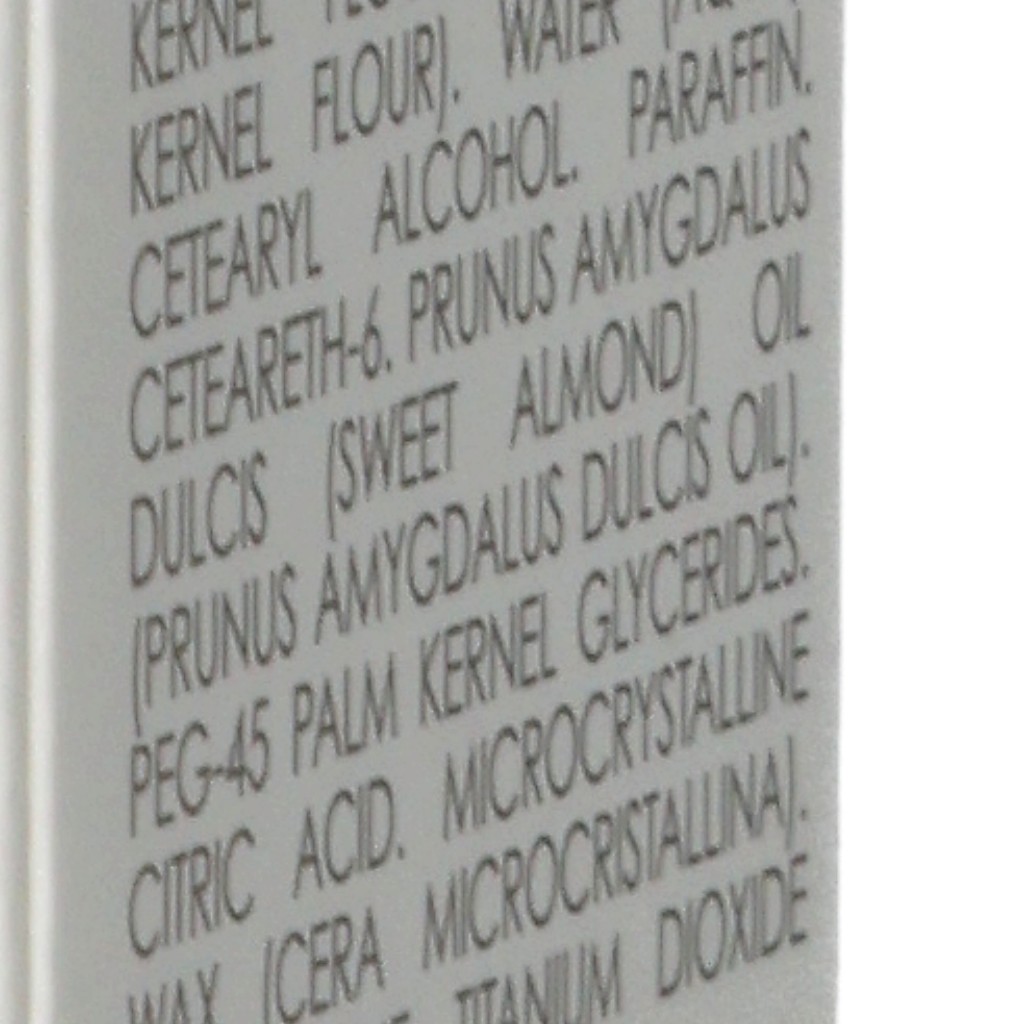 KERNEL
KERNEL FLOUR). WATER
CETEARYL ALCOHOL. PARAFFIN.
CETEARETH-6. PRUNUS AMYGDALUS
DULCIS (SWEET ALMOND) OIL
(PRUNUS AMYGDALUS DULCIS OIL).
PEG-45 PALM KERNEL GLYCERIDES.
CITRIC ACID. MICROCRYSTALLINE
WAX (CERA MICROCRISTALLINA).
TITANIUM DIOXIDE